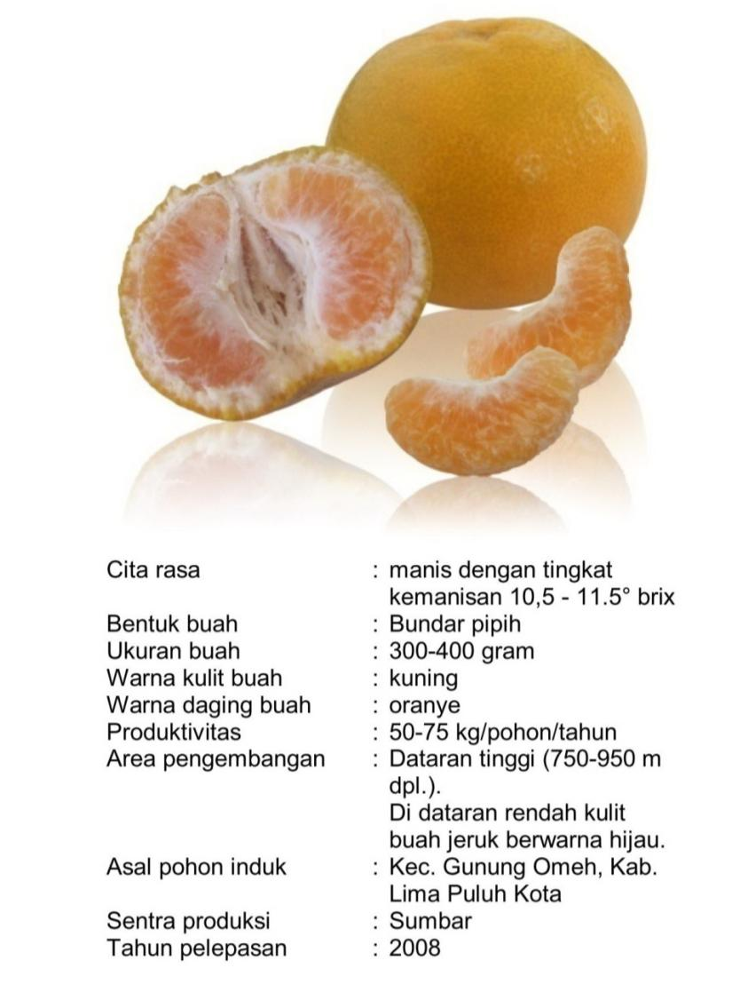 Cita rasa : manis dengan tingkat
kemanisan 10,5 - 11.5° brix
Bentuk buah : Bundar pipih
Ukuran buah : 300-400 gram
Warna kulit buah : kuning
Warna daging buah : oranye
Produktivitas : 50-75 kg/pohon/tahun
Area pengembangan : Dataran tinggi (750-950 m
dpl.).
Di dataran rendah kulit
buah jeruk berwarna hijau.
Asal pohon induk : Kec. Gunung Omeh, Kab.
Lima Puluh Kota
Sentra produksi : Sumbar
Tahun pelepasan : 2008